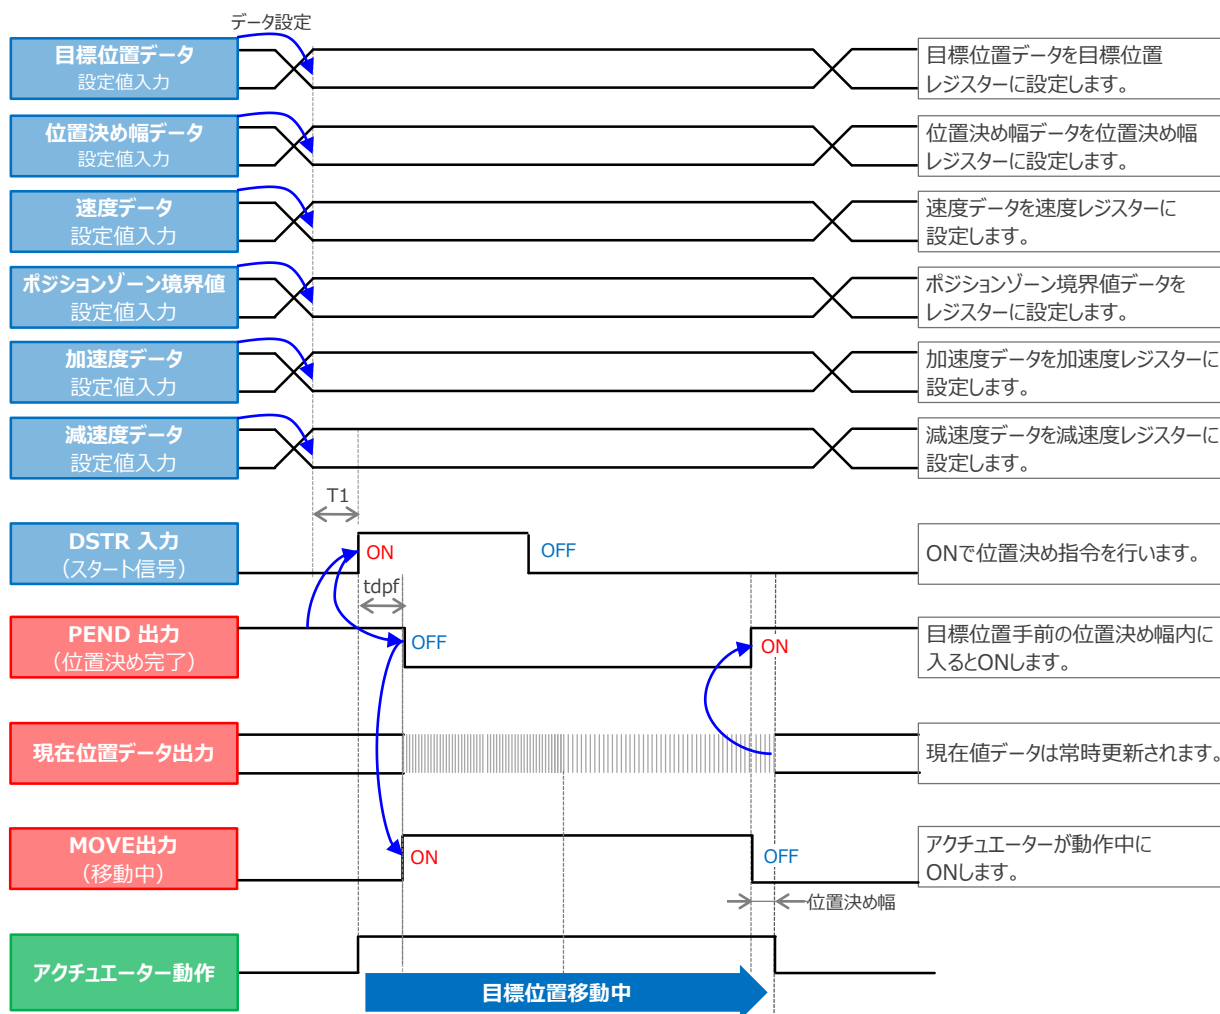 データ設定
目標位置データ
設定値入力
目標位置データを目標位置
レジスターに設定します。
位置決め幅データ
設定値入力
位置決め幅データを位置決め幅
レジスターに設定します。
速度データ
設定値入力
速度データを速度レジスターに
設定します。
ポジションゾーン境界値
設定値入力
ポジションゾーン境界値データを
レジスターに設定します。
加速度データ
設定値入力
加速度データを加速度レジスターに
設定します。
減速度データ
設定値入力
減速度データを減速度レジスターに
設定します。
T1
DSTR 入力
（スタート信号）
ON
OFF
ONで位置決め指令を行います。
tdpf
PEND 出力
（位置決め完了）
OFF
ON
目標位置手前の位置決め幅内に
入るとONします。
現在位置データ出力
現在値データは常時更新されます。
MOVE出力
（移動中）
ON
OFF
アクチュエーターが動作中に
ONします。
位置決め幅
アクチュエーター動作
目標位置移動中